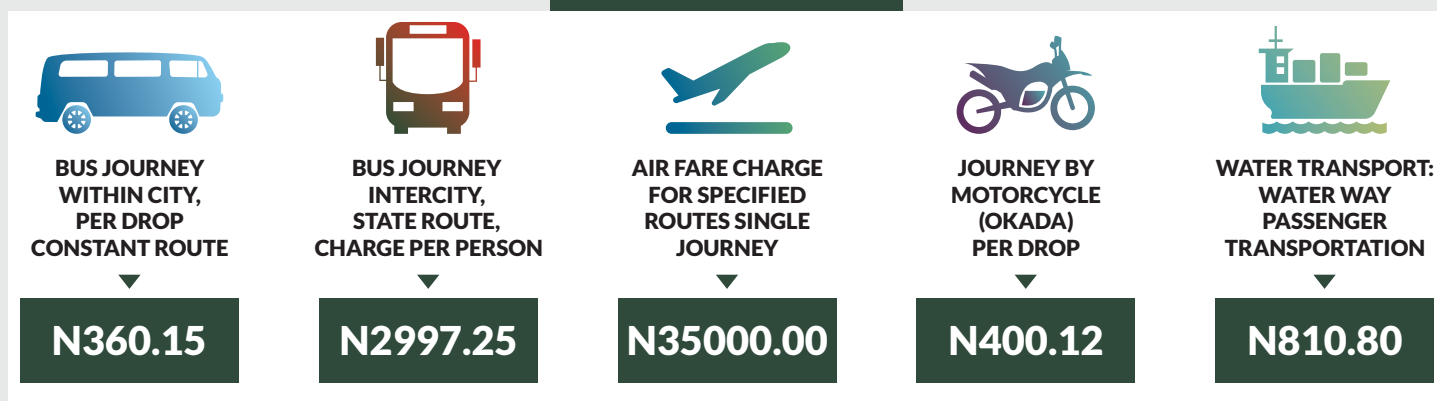 BUS JOURNEY
WITHIN CITY,
PER DROP
CONSTANT ROUTE
N360.15
BUS JOURNEY
INTERCITY,
STATE ROUTE,
CHARGE PER PERSON
N2997.25
AIR FARE CHARGE
FOR SPECIFIED
ROUTES SINGLE
JOURNEY
N35000.00
JOURNEY BY
MOTORCYCLE
(OKADA)
PER DROP
N400.12
WATER TRANSPORT:
WATER WAY
PASSENGER
TRANSPORTATION
N810.80